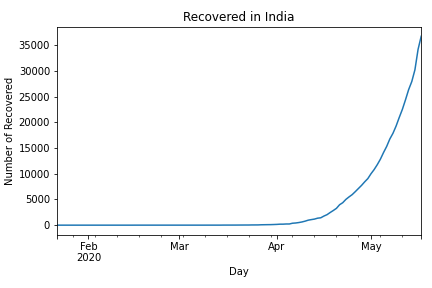 Recovered in India
Number of Recovered
35000
30000
25000
20000
15000
10000
5000
0
Feb
2020
Mar
Apr
May
Day